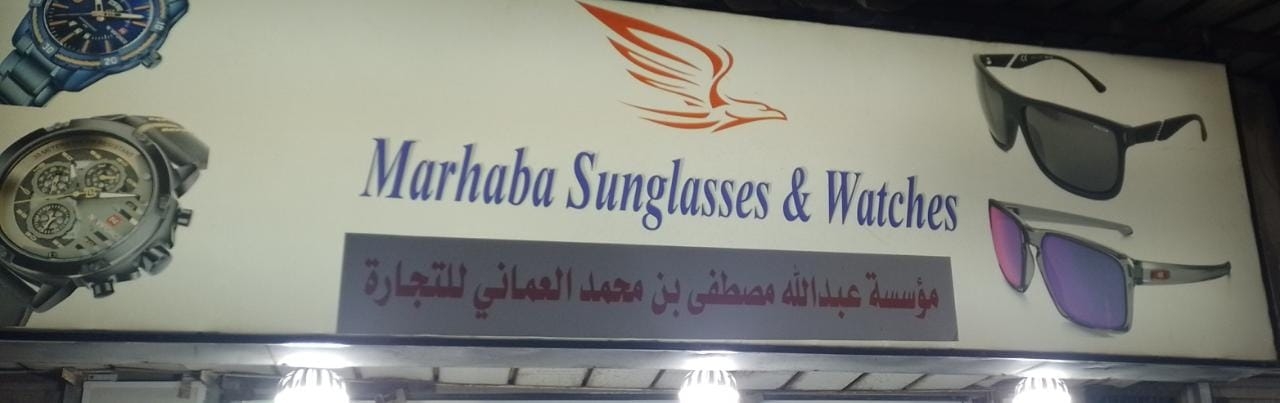 Marhaba Sunglasses & Watches
مؤسسة عبدالله مصطفى بن محمد العماني للتجارة